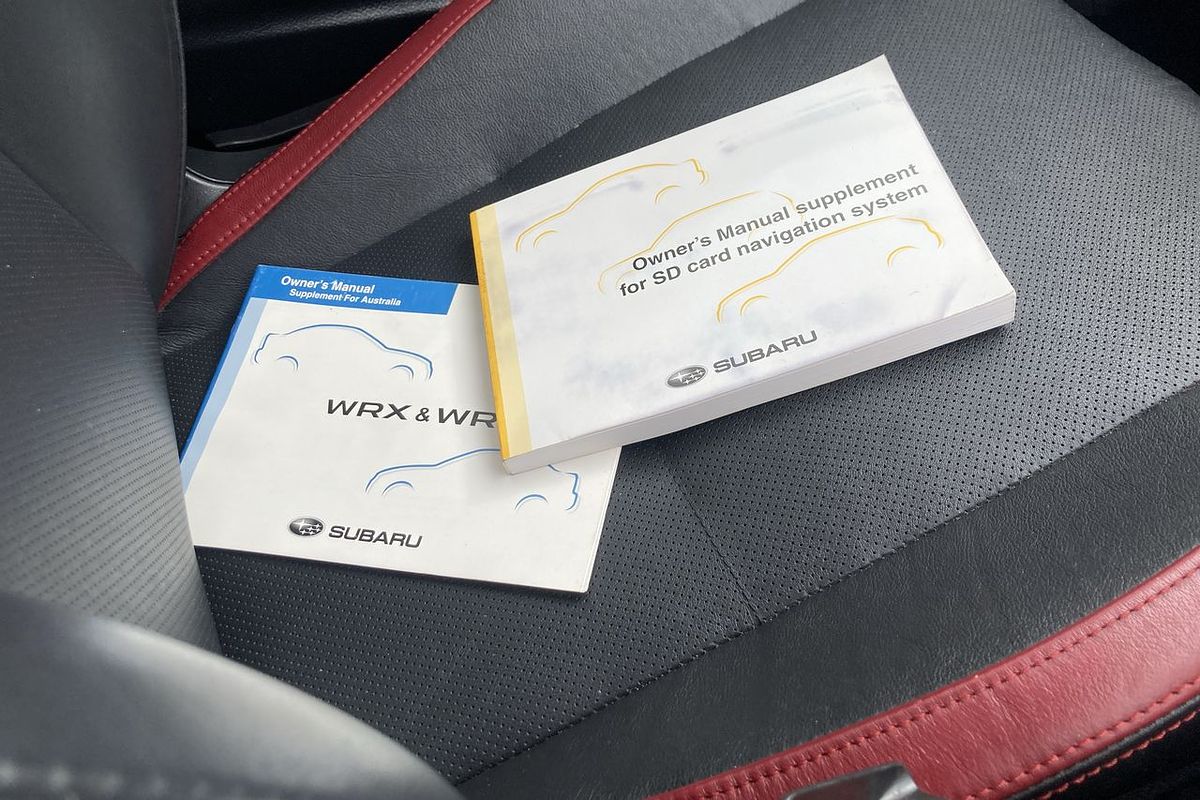 Owner's Manual supplement
for SD card navigation system
SUBARU
Owner's Manual
Supplement For Australia
WRX & WR
SUBARU